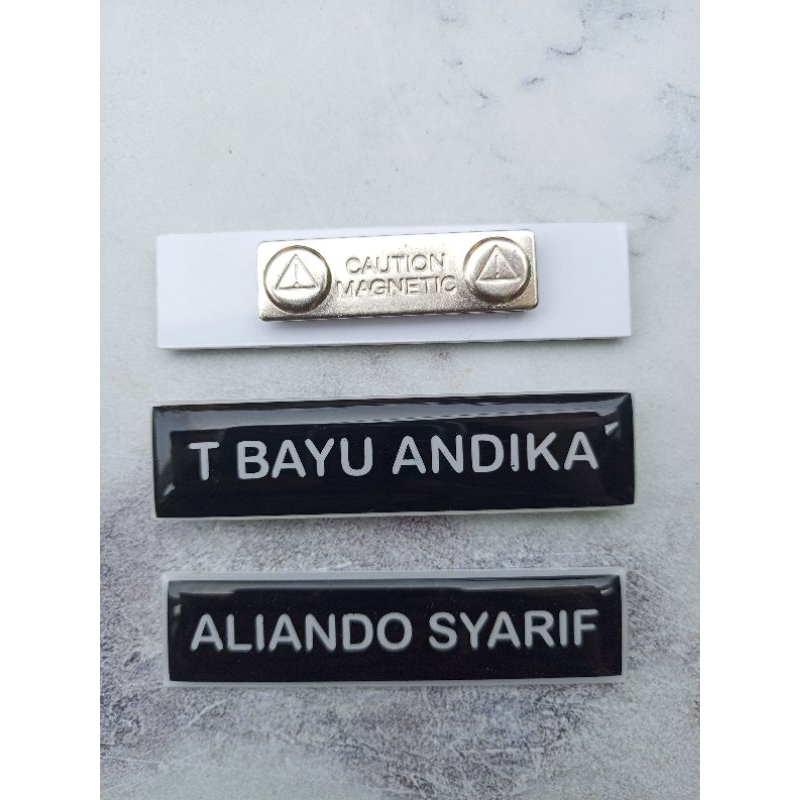 CAUTION
MAGNETIC
T BAYU ANDIKA
ALIANDO SYARIF